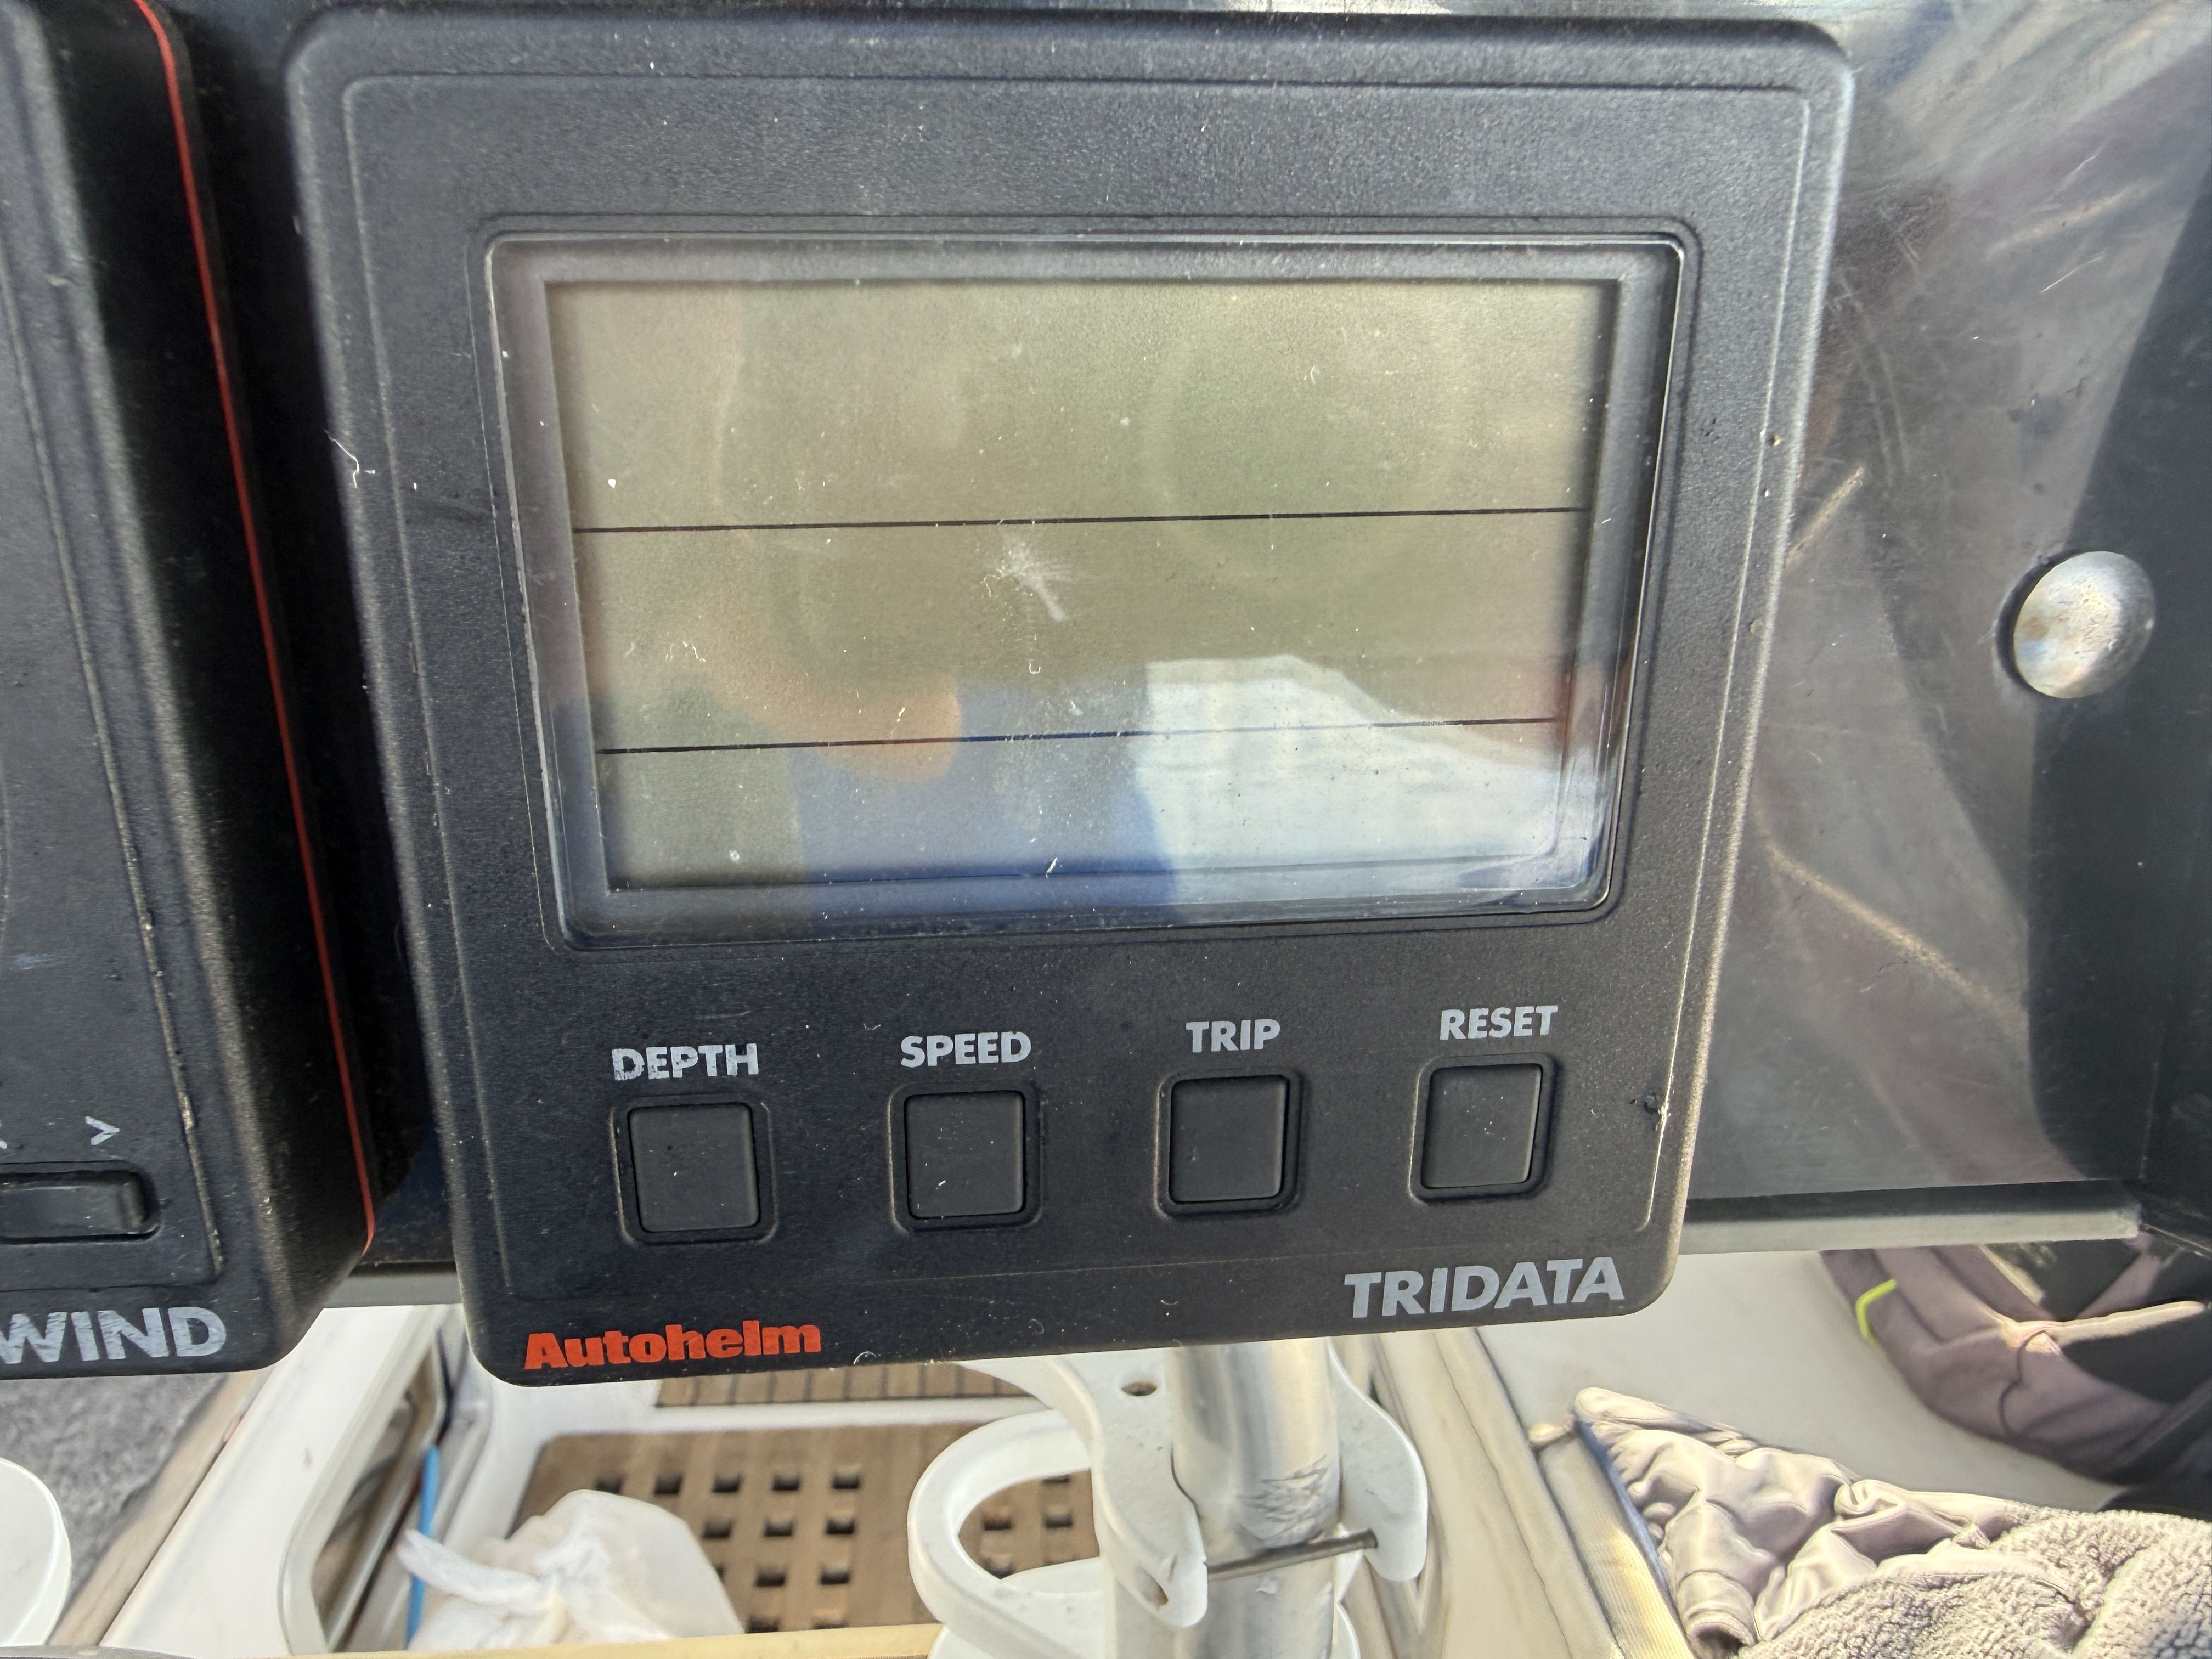 DEPTH SPEED TRIP RESET
>
TRIDATA
WIND
Autohelm